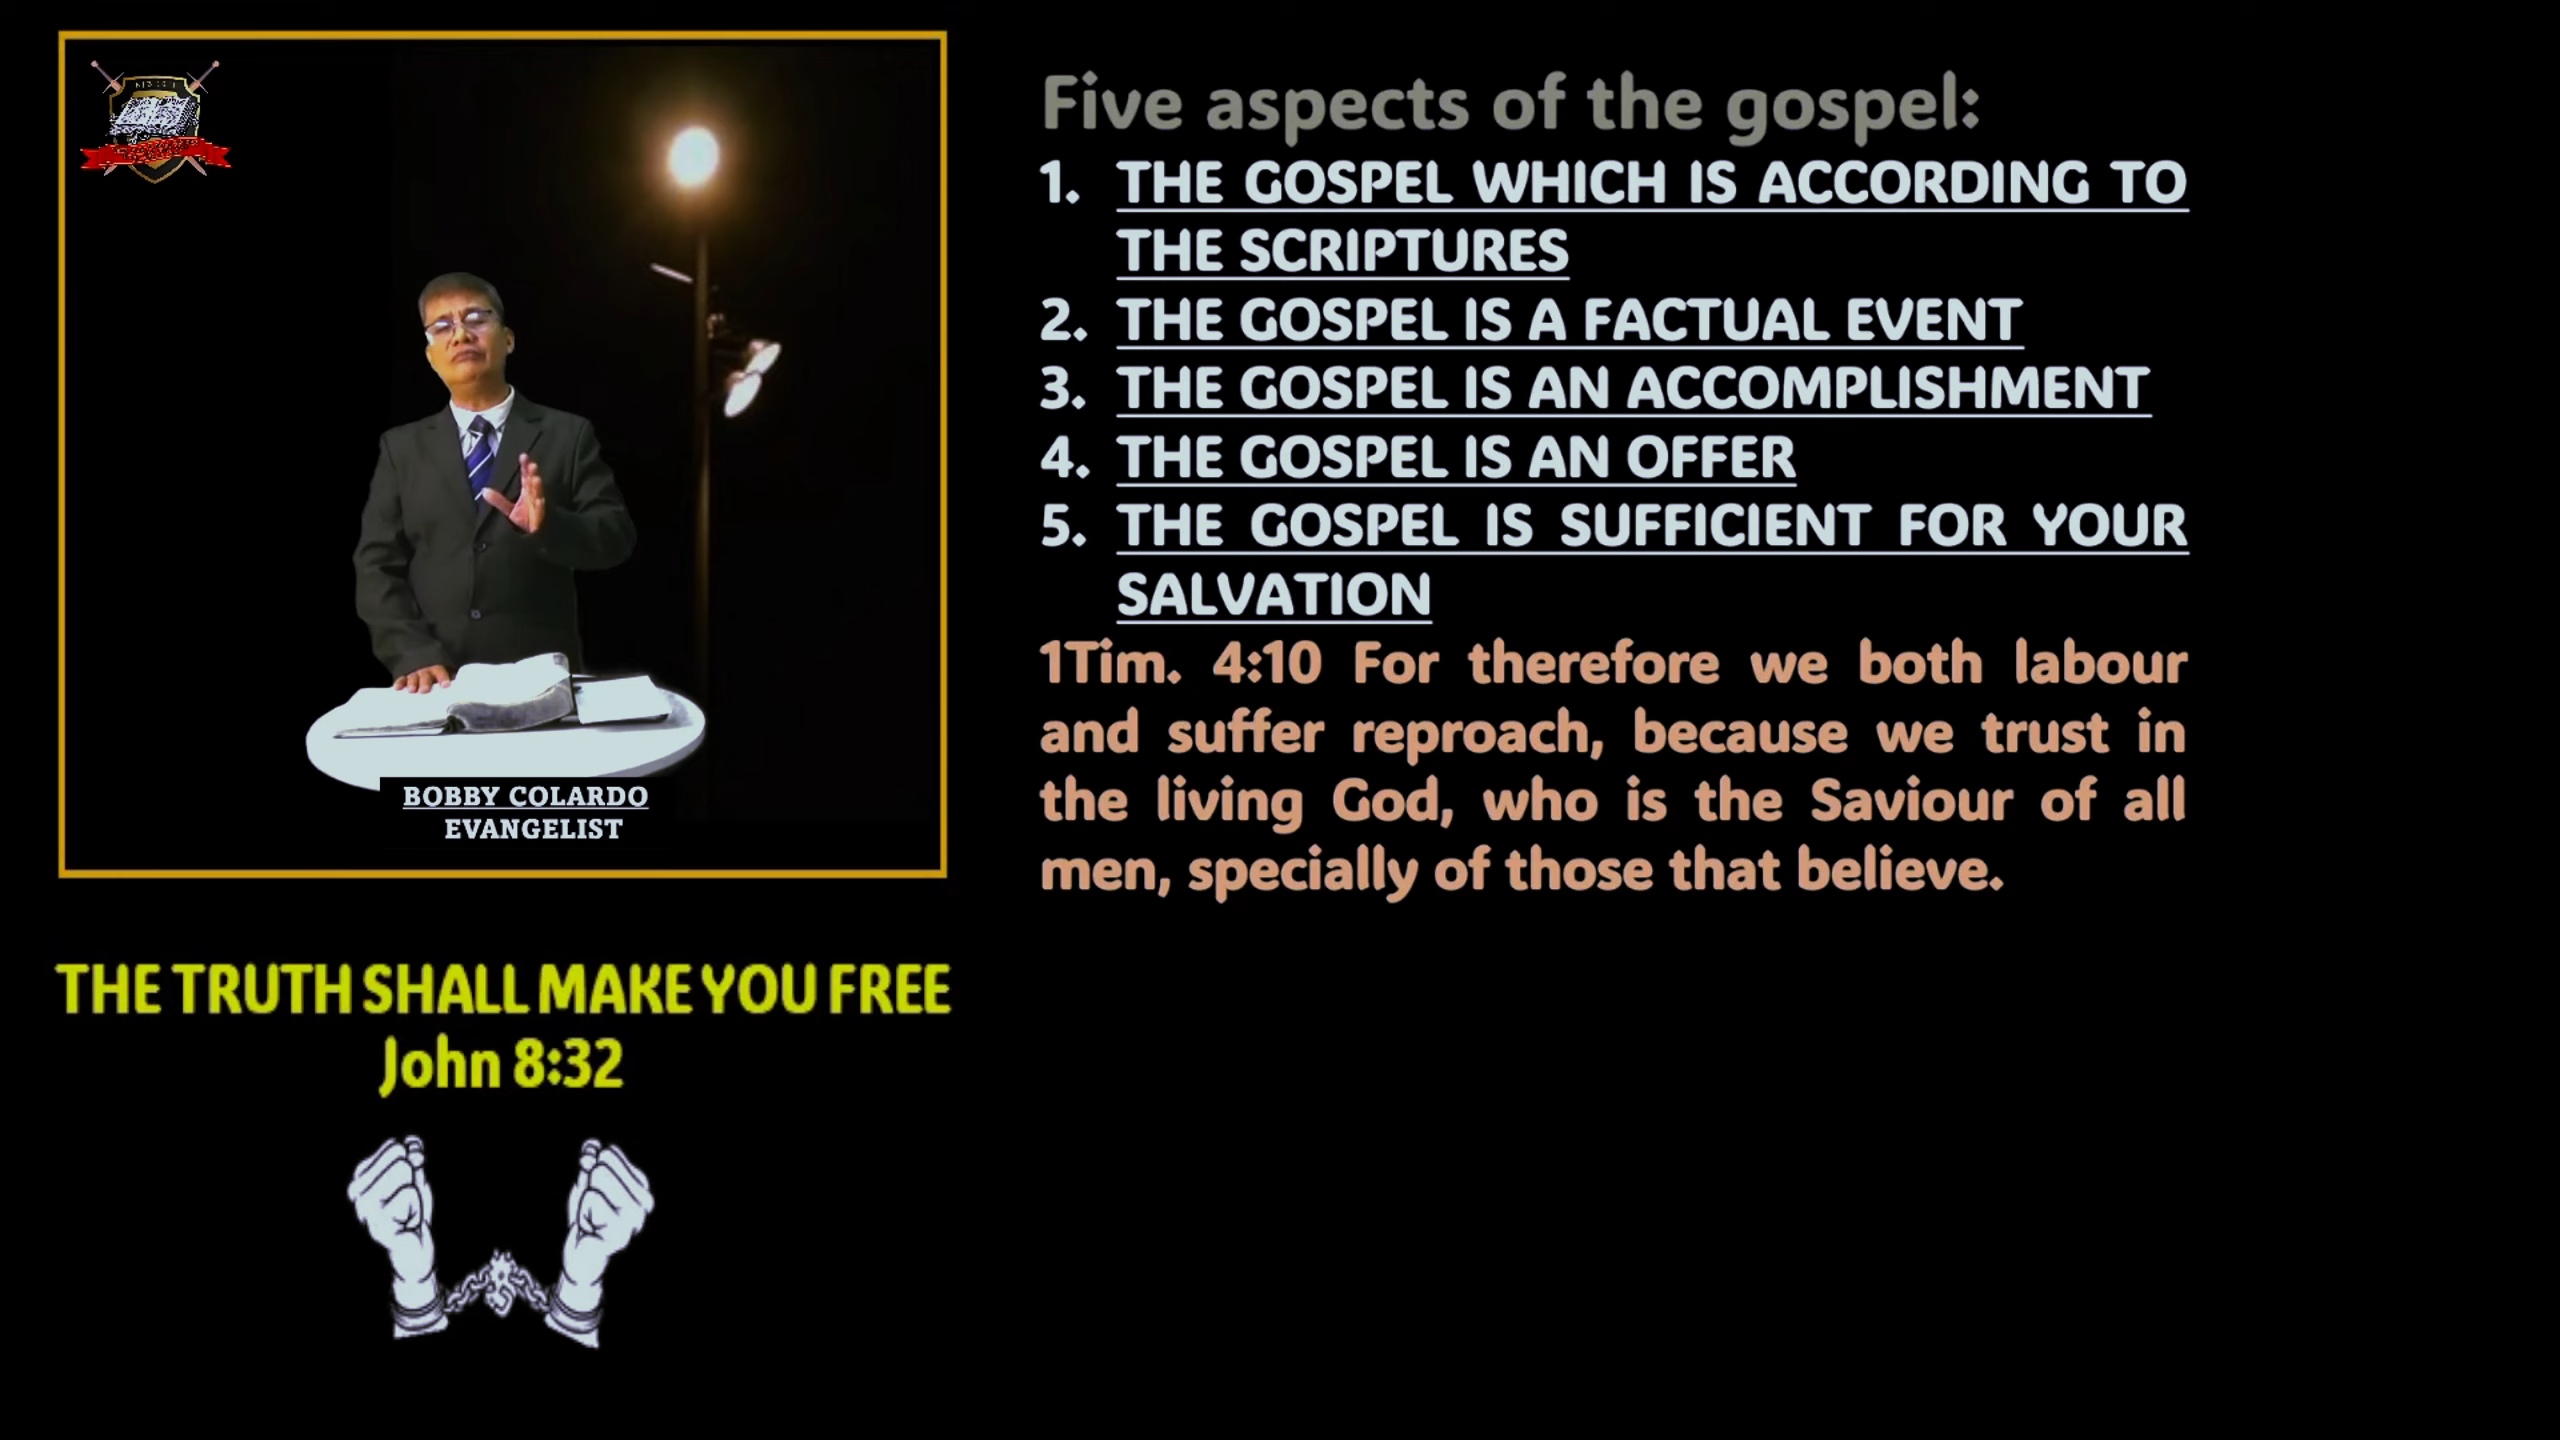 BOBBY COLARDO
EVANGELIST
THE TRUTH SHALL MAKE YOU FREE
John 8:32
Five aspects of the gospel:
1. THE GOSPEL WHICH IS ACCORDING TO
THE SCRIPTURES
2. THE GOSPEL IS A FACTUAL EVENT
3. THE GOSPEL IS AN ACCOMPLISHMENT
4. THE GOSPEL IS AN OFFER
5. THE GOSPEL IS SUFFICIENT FOR YOUR
SALVATION
1Tim. 4:10 For therefore we both labour
and suffer reproach, because we trust in
the living God, who is the Saviour of all
men, specially of those that believe.